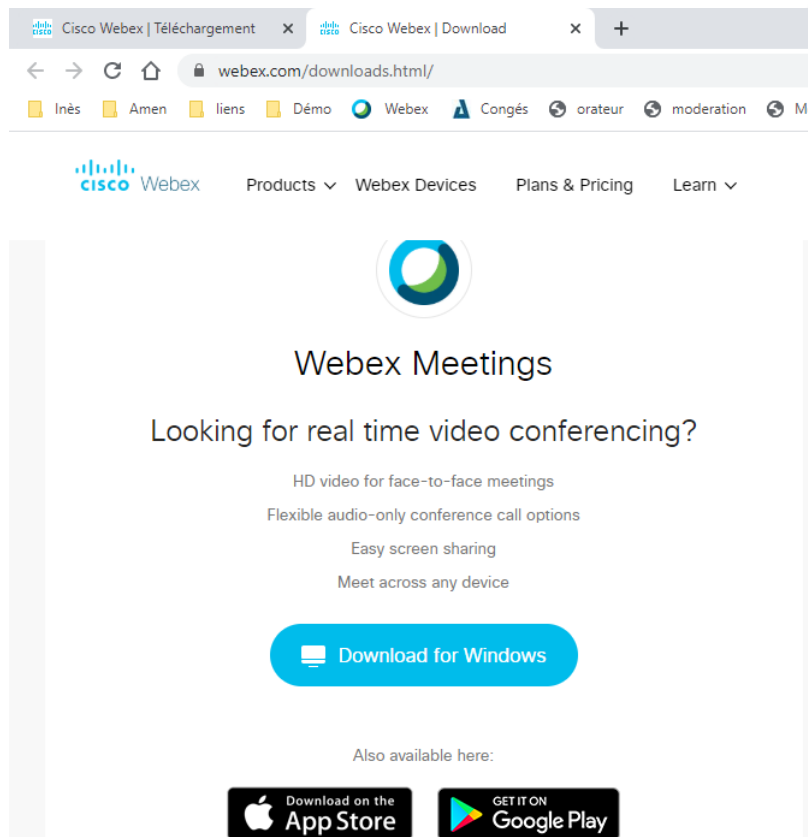 Cisco Webex | Téléchargement
Cisco Webex | Download
webex.com/downloads.html/
Inès Amen liens Démo Webex Congés orateur moderation M
CISCO Webex Products Webex Devices Plans & Pricing Learn
Webex Meetings
Looking for real time video conferencing?
HD video for face-to-face meetings
Flexible audio-only conference call options
Easy screen sharing
Meet across any device
Download for Windows
Also available here:
Download on the
App Store
GET IT ON
Google Play